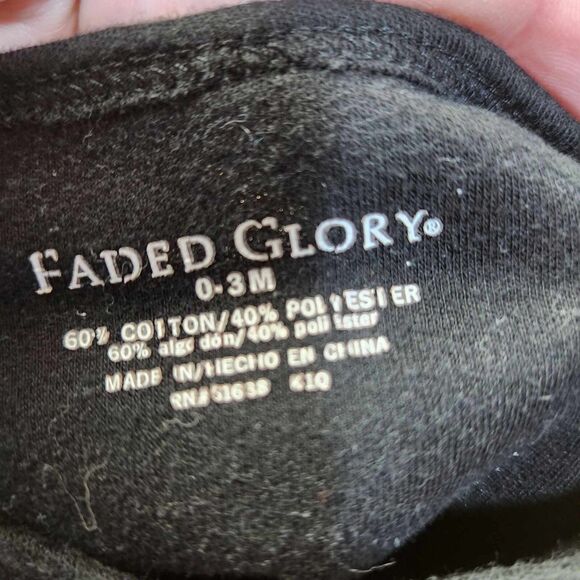 FADED GLORY®
0-3M
60% COTTON/40% POLYESTER
60% algodón/40% poliéster
MADE IN/HECHO EN CHINA
RN#51638 41Q